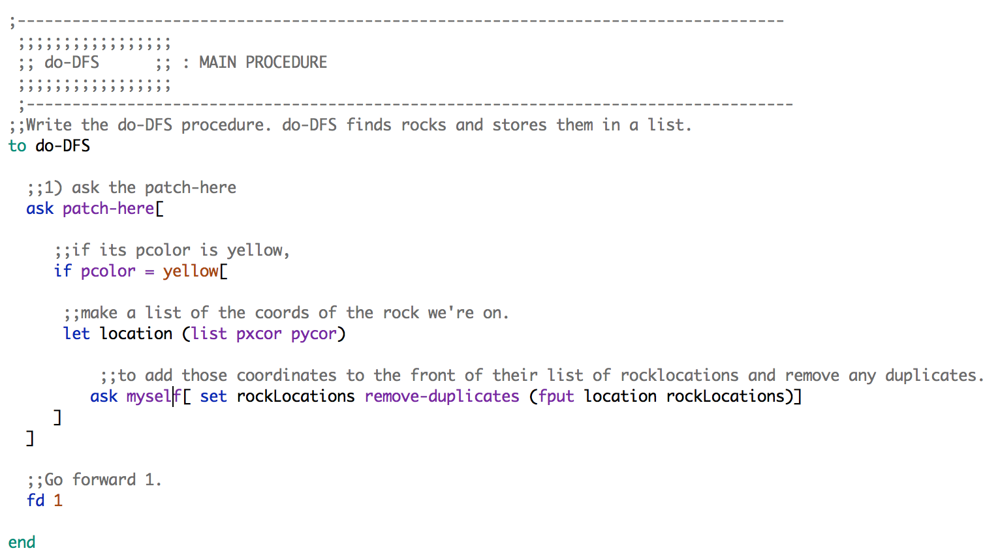 ;------------------------------------------------------------------------------------
;;;;;;;;;;;;;;;;;
;; do-DFS      ;; : MAIN PROCEDURE
;;;;;;;;;;;;;;;;;
;------------------------------------------------------------------------------------
;;Write the do-DFS procedure. do-DFS finds rocks and stores them in a list.
to do-DFS
;;1) ask the patch-here
ask patch-here[
;;if its pcolor is yellow,
if pcolor = yellow[
;;make a list of the coords of the rock we're on.
let location (list pxcor pycor)
;;to add those coordinates to the front of their list of rocklocations and remove any duplicates.
ask myself[ set rockLocations remove-duplicates (fput location rockLocations)]
]
]
;;Go forward 1.
fd 1
end